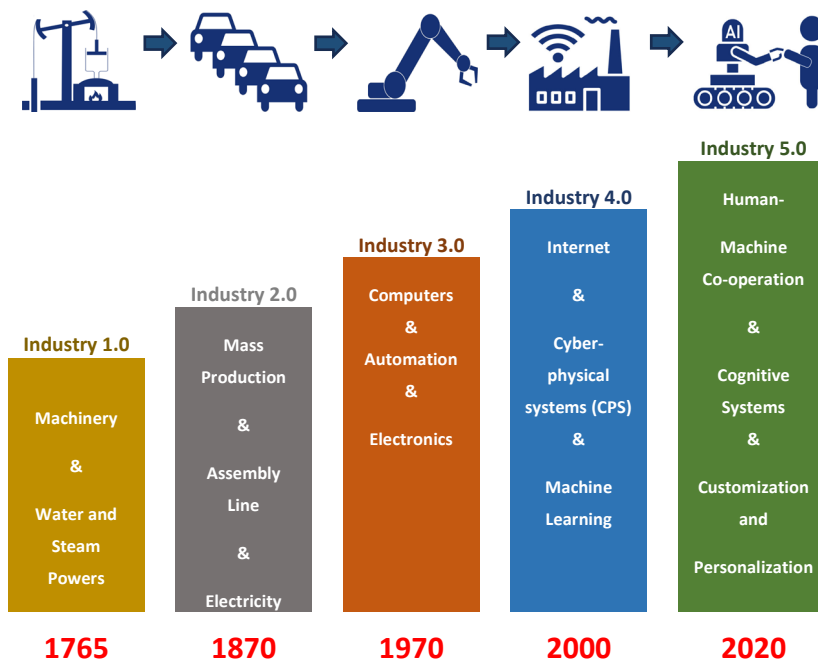 AI
Industry 1.0
Machinery
&
Water and
Steam
Powers
1765
Industry 2.0
Mass
Production
&
Assembly
Line
&
Electricity
1870
Industry 3.0
Computers
&
Automation
&
Electronics
1970
Industry 4.0
Internet
&
Cyber-
physical
systems (CPS)
&
Machine
Learning
2000
Industry 5.0
Human-
Machine
Co-operation
&
Cognitive
Systems
&
Customization
and
Personalization
2020